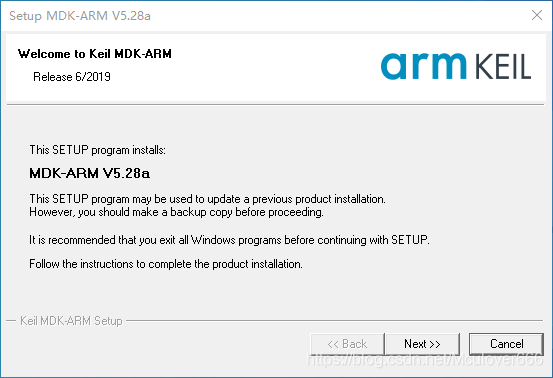 Setup MDK-ARM V5.28a
Welcome to Keil MDK-ARM
Release 6/2019
arm KEIL
This SETUP program installs:
MDK-ARM V5.28a
This SETUP program may be used to update a previous product installation.
However, you should make a backup copy before proceeding.
It is recommended that you exit all Windows programs before continuing with SETUP.
Follow the instructions to complete the product installation.
Keil MDK-ARM Setup
<< Back
Next >>
Cancel
https://blog.csdn.net/Mculover666